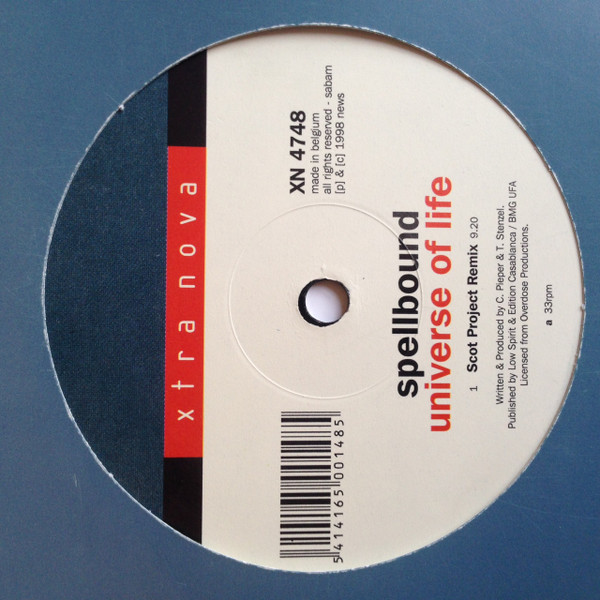 xtra nova
XN 4748
made in belgium
all rights reserved - sabam
[p] & [c] 1998 news
5 414165 001485
spellbound
universe of life
1 Scot Project Remix 9.20
Written & Produced by C. Pieper & T. Stenzel.
Published by Low Spirit & Edition Casablanca / BMG UFA
Licensed from Overdose Productions.
a 33rpm